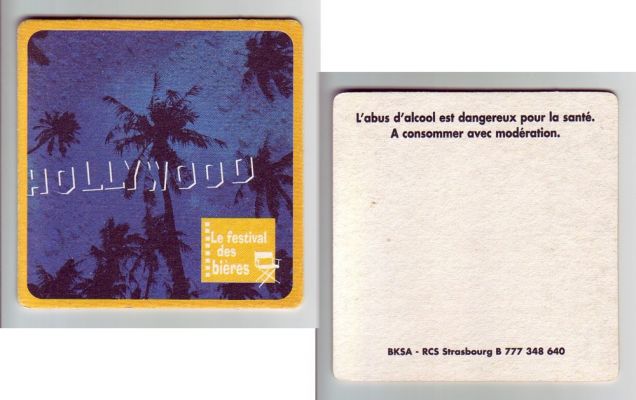 HOLLYWOOD
Le festival
des
bières
L'abus d'alcool est dangereux pour la santé.
A consommer avec modération.
BKSA - RCS Strasbourg B 777 348 640